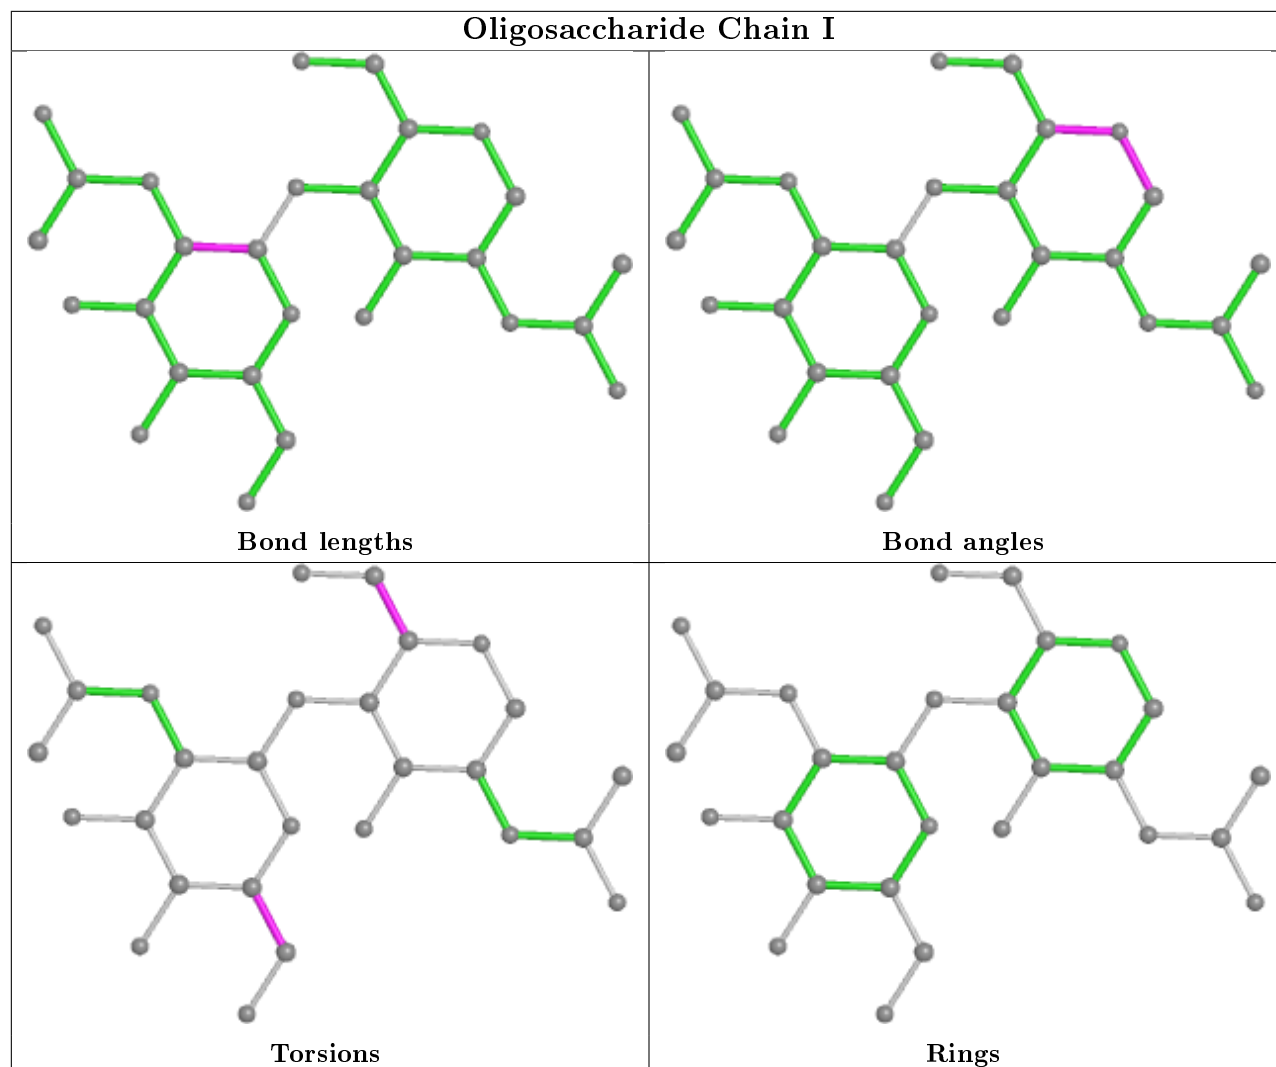 Oligosaccharide Chain I
Bond lengths
Bond angles
Torsions
Rings